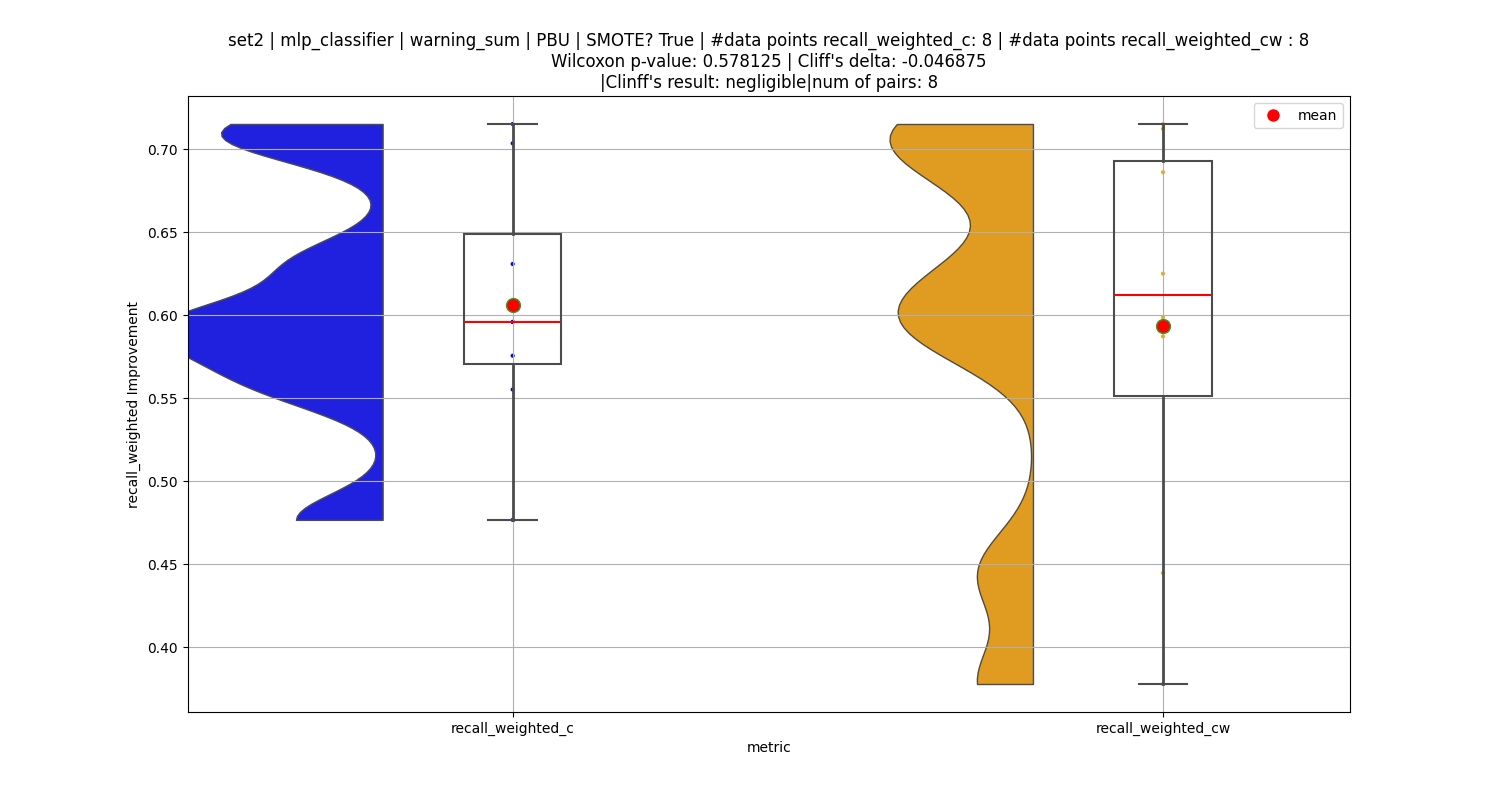 set2 | mlp_classifier | warning_sum | PBU | SMOTE? True | #data points recall_weighted_c: 8 | #data points recall_weighted_cw : 8
Wilcoxon p-value: 0.578125 | Cliff's delta: -0.046875
|Clinff's result: negligible|num of pairs: 8
mean
0.70
0.65
0.60
0.55
0.50
0.45
0.40
recall_weighted Improvement
recall_weighted_c
recall_weighted_cw
metric